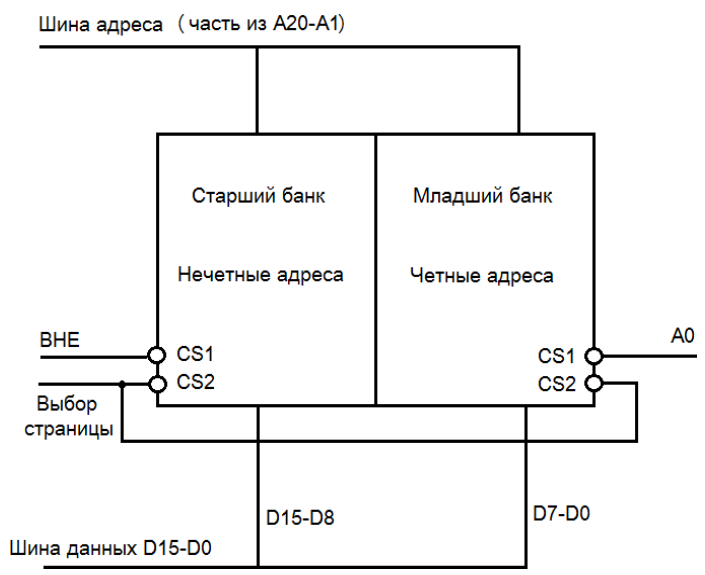 Шина адреса ( часть из A20-A1)
Старший банк
Младший банк
Нечетные адреса
Четные адреса
BHE
CS1
CS1
A0
CS2
CS2
Выбор
страницы
D15-D8
D7-D0
Шина данных D15-D0